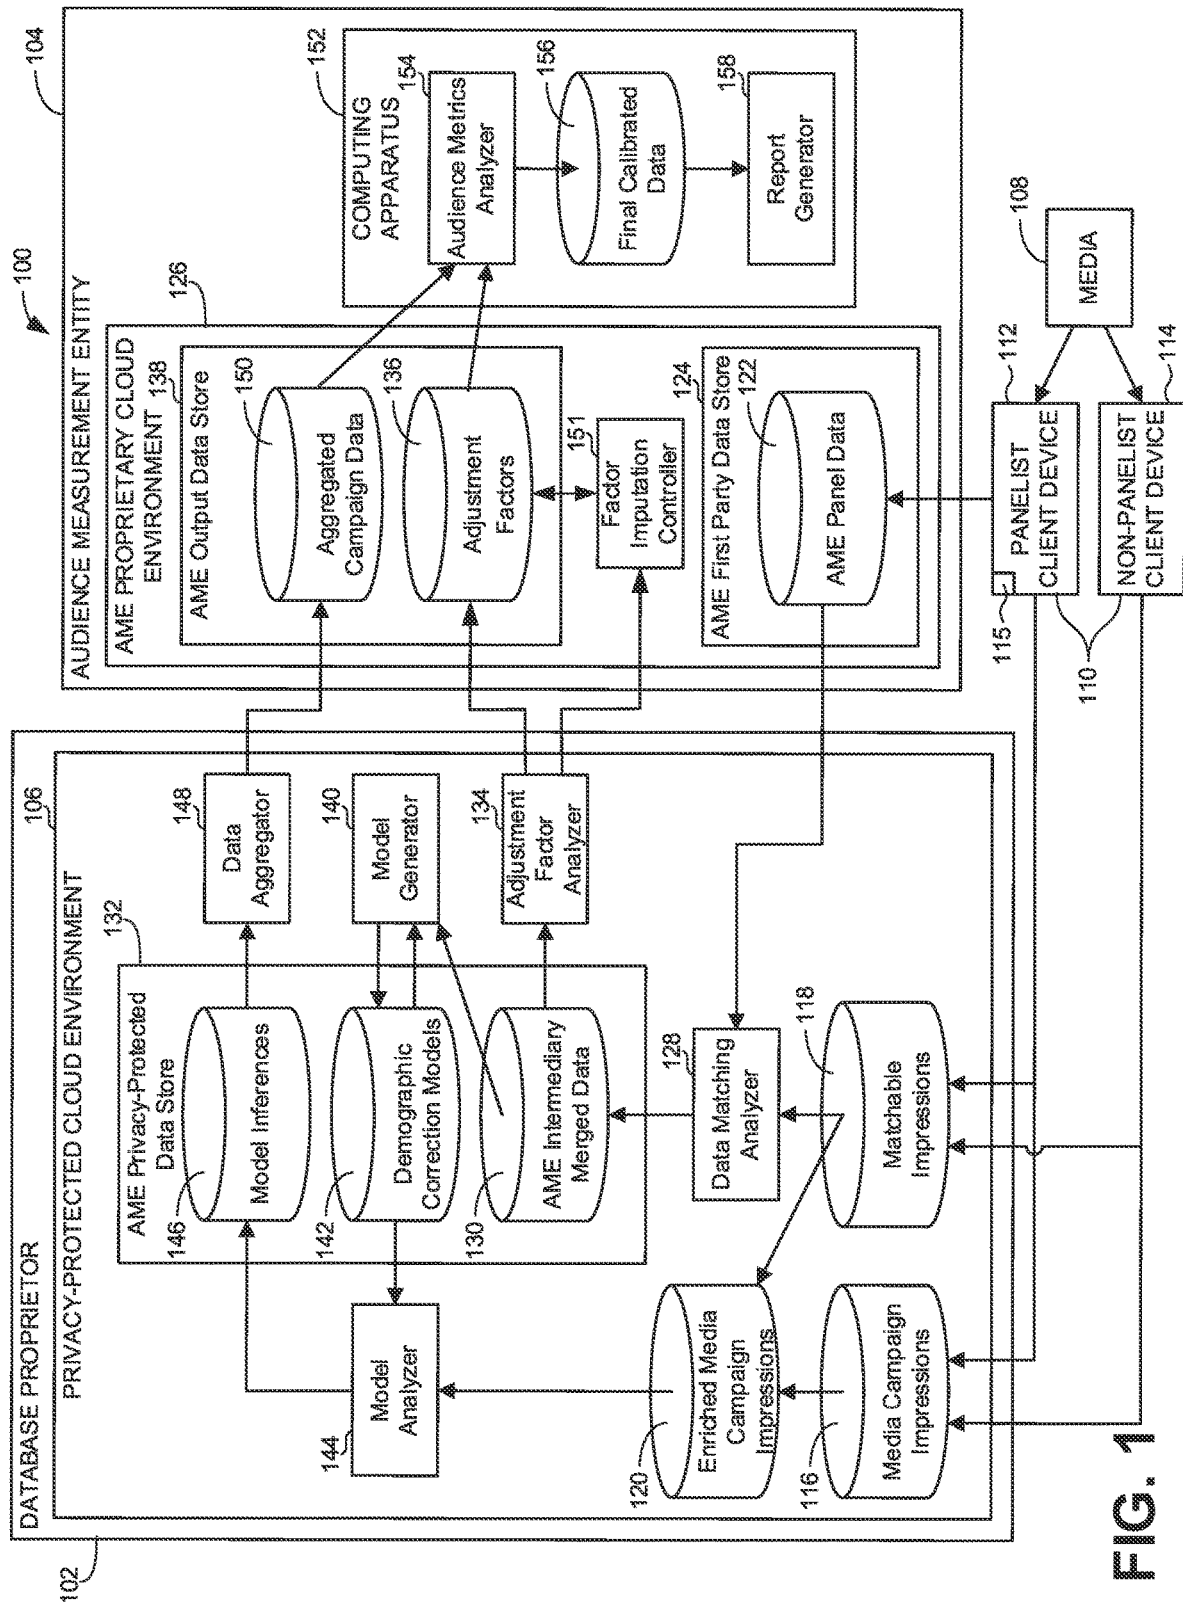 100
102
DATABASE PROPRIETOR
106
PRIVACY-PROTECTED CLOUD ENVIRONMENT
132
AME Privacy-Protected
Data Store
146
Model Inferences
142
Demographic
Correction Models
130
AME Intermediary
Merged Data
148
Data
Aggregator
140
Model
Generator
134
Adjustment
Factor
Analyzer
144
Model
Analyzer
128
Data Matching
Analyzer
120
Enriched Media
Campaign
Impressions
118
Matchable
Impressions
116
Media Campaign
Impressions
104
AUDIENCE MEASUREMENT ENTITY
126
AME PROPRIETARY CLOUD
ENVIRONMENT
138
AME Output Data Store
150
Aggregated
Campaign Data
136
Adjustment
Factors
151
Factor
Imputation
Controller
124
AME First Party Data Store
122
AME Panel Data
152
COMPUTING
APPARATUS
154
Audience Metrics
Analyzer
156
Final Calibrated
Data
158
Report
Generator
108
MEDIA
112
PANELIST
CLIENT DEVICE
115
114
NON-PANELIST
CLIENT DEVICE
110
FIG. 1